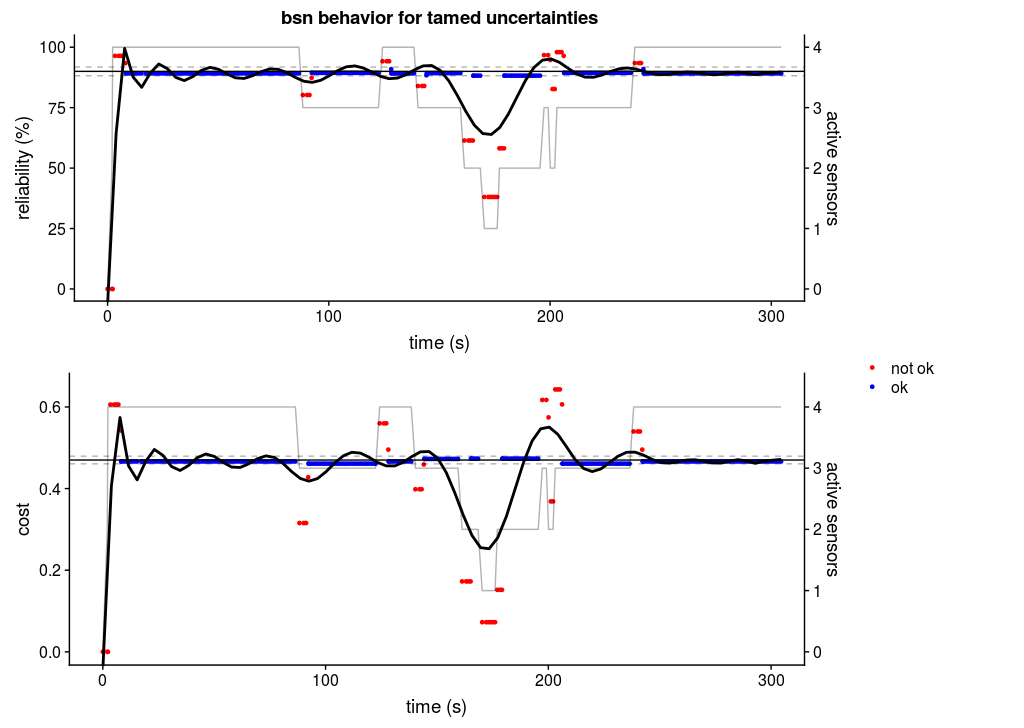 bsn behavior for tamed uncertainties
100
75
50
25
0
reliability (%)
4
3
2
1
0
active sensors
0 100 200 300
time (s)
not ok
ok
0.6
0.4
0.2
0.0
cost
4
3
2
1
0
active sensors
0 100 200 300
time (s)